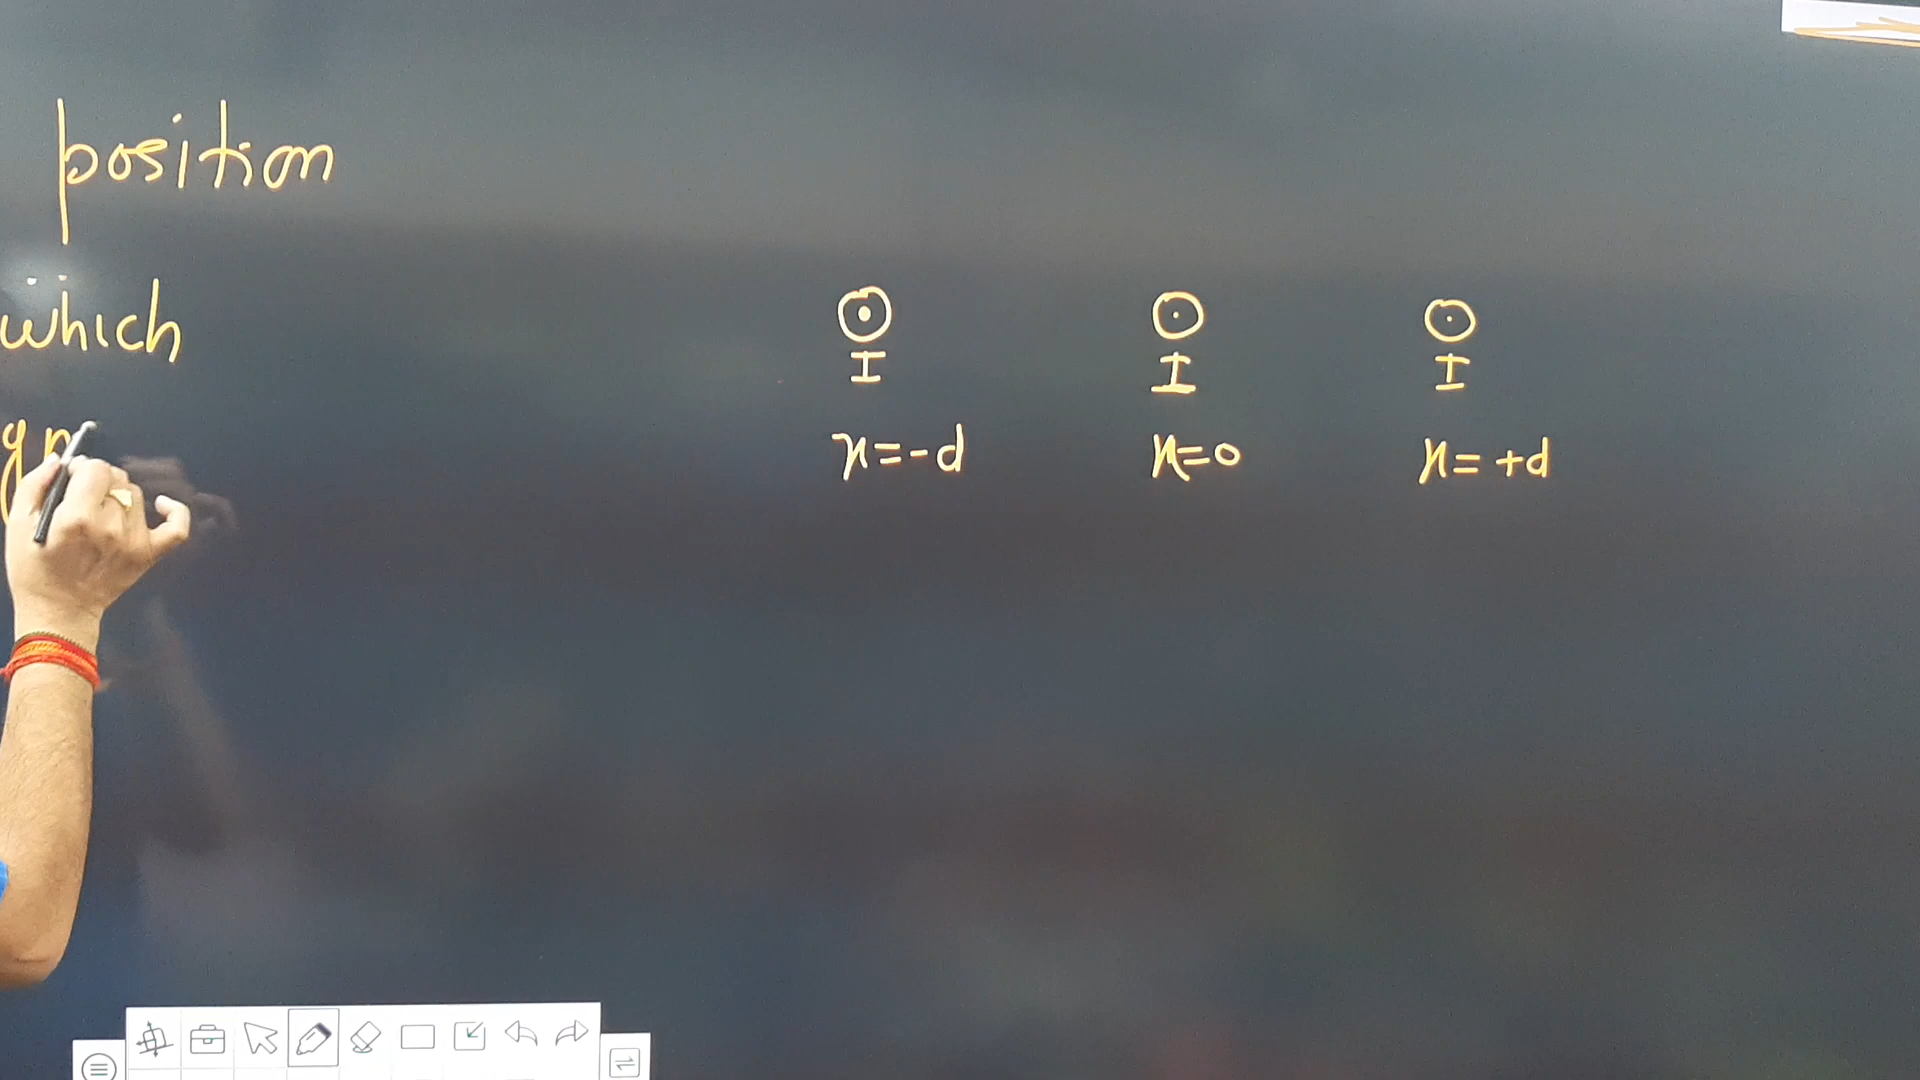 position
which
⊙ ⊙ ⊙
I I I
x=-d x=0 x=+d